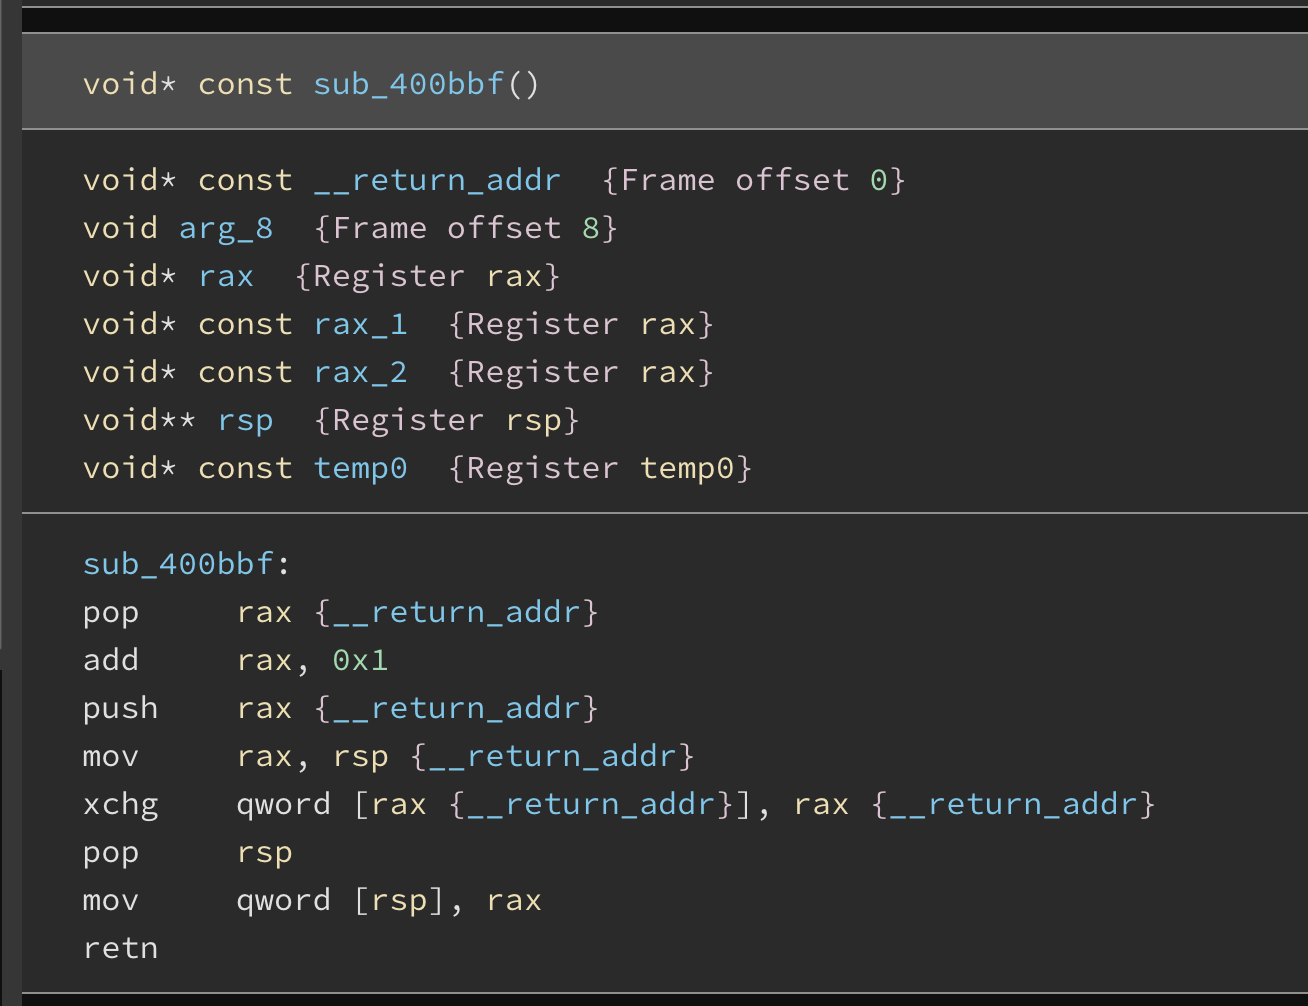 void* const sub_400bbf()
void* const __return_addr  {Frame offset 0}
void arg_8  {Frame offset 8}
void* rax  {Register rax}
void* const rax_1  {Register rax}
void* const rax_2  {Register rax}
void** rsp  {Register rsp}
void* const temp0  {Register temp0}
sub_400bbf:
pop     rax {__return_addr}
add     rax, 0x1
push    rax {__return_addr}
mov     rax, rsp {__return_addr}
xchg    qword [rax {__return_addr}], rax {__return_addr}
pop     rsp
mov     qword [rsp], rax
retn